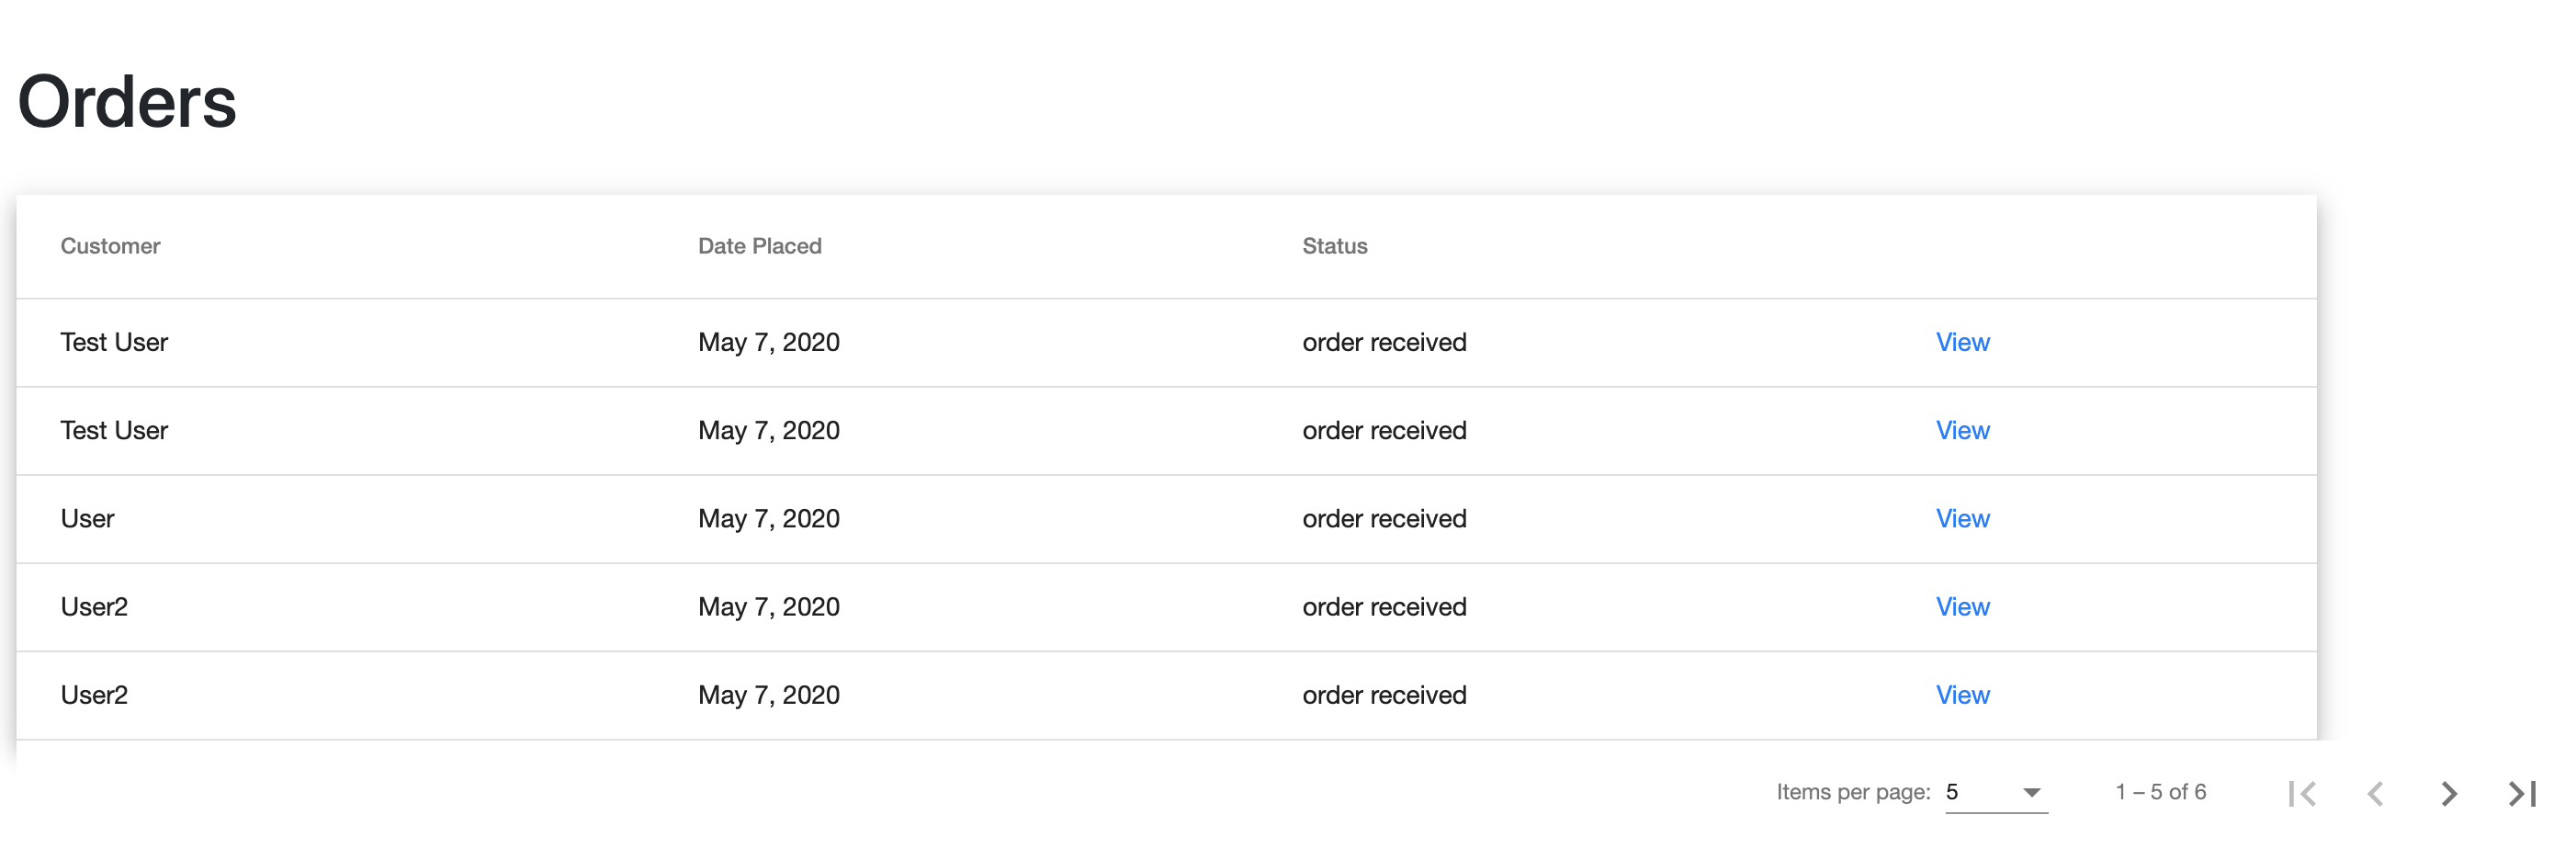 Orders
Customer Date Placed Status
Test User May 7, 2020 order received View
Test User May 7, 2020 order received View
User May 7, 2020 order received View
User2 May 7, 2020 order received View
User2 May 7, 2020 order received View
Items per page: 5 1 – 5 of 6